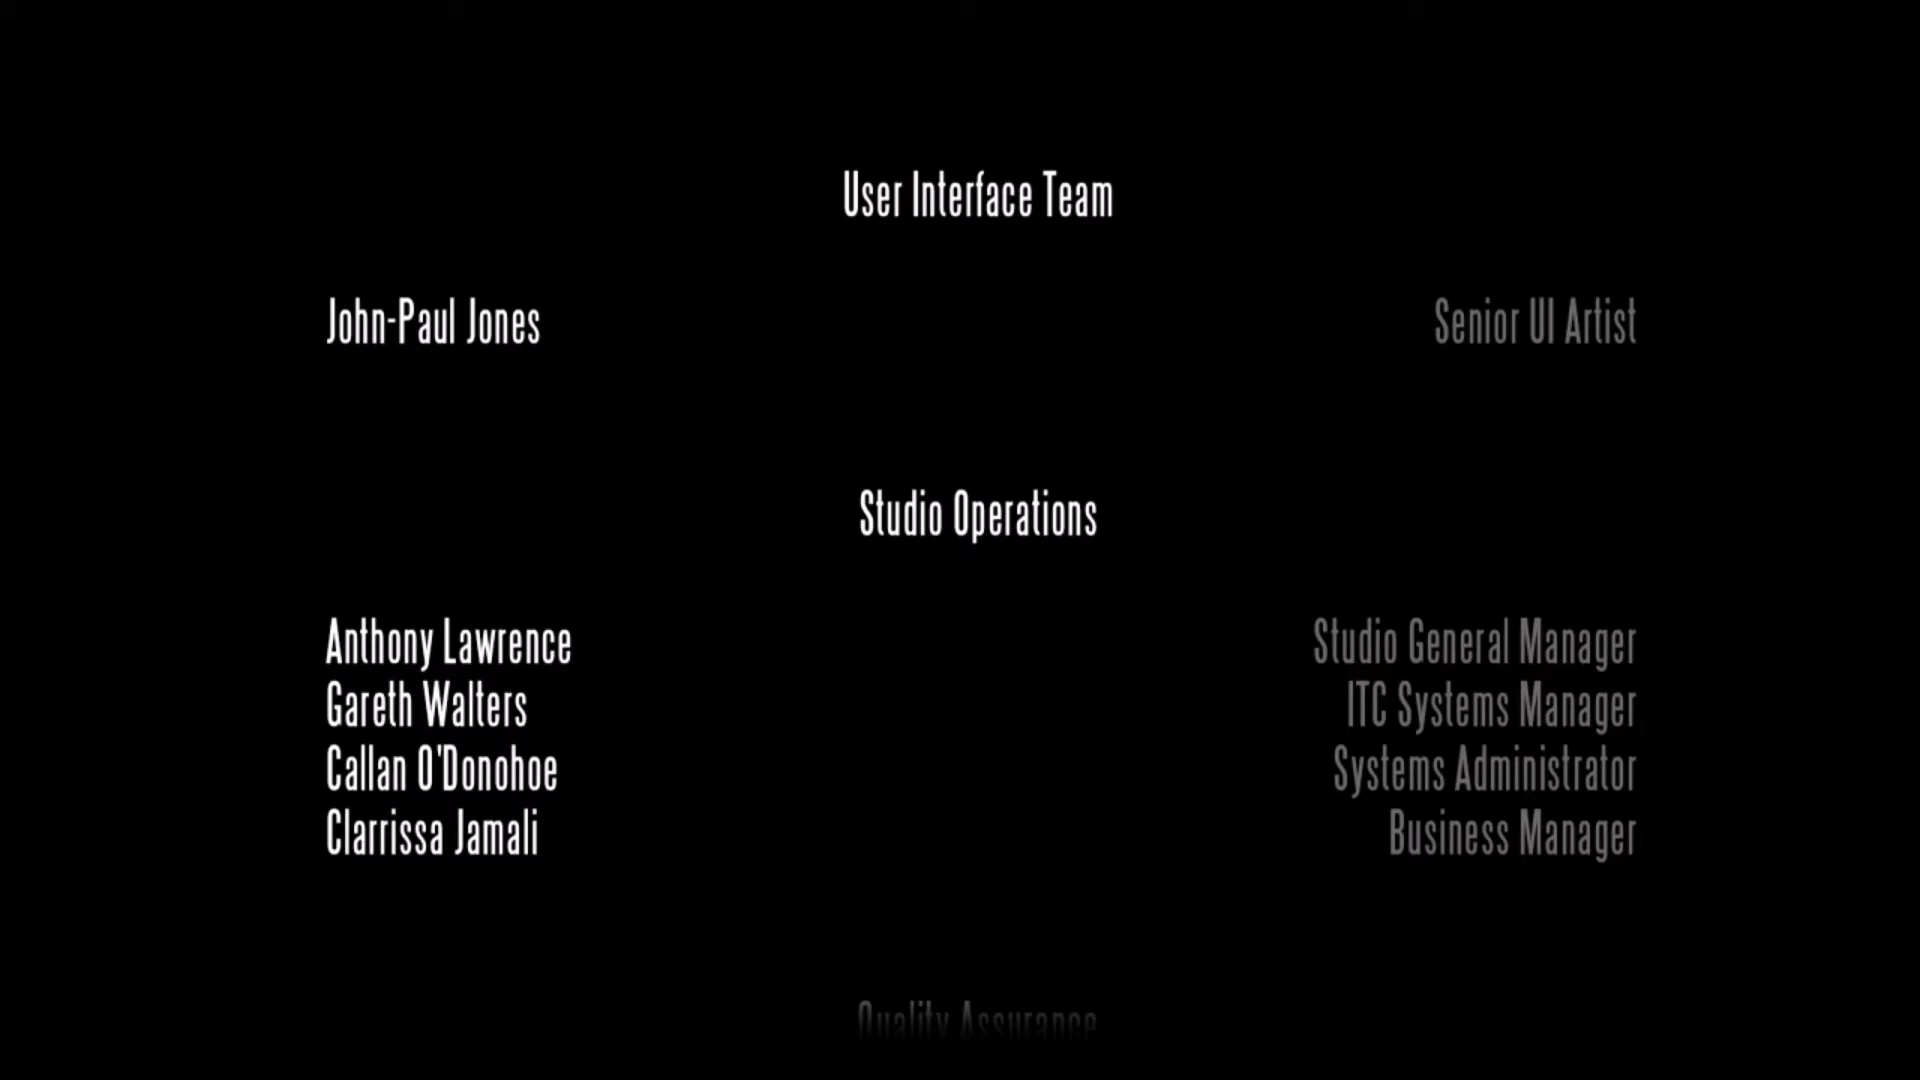 User Interface Team
John-Paul Jones Senior UI Artist
Studio Operations
Anthony Lawrence Studio General Manager
Gareth Walters ITC Systems Manager
Callan O'Donohoe Systems Administrator
Clarrissa Jamali Business Manager
Quality Assurance